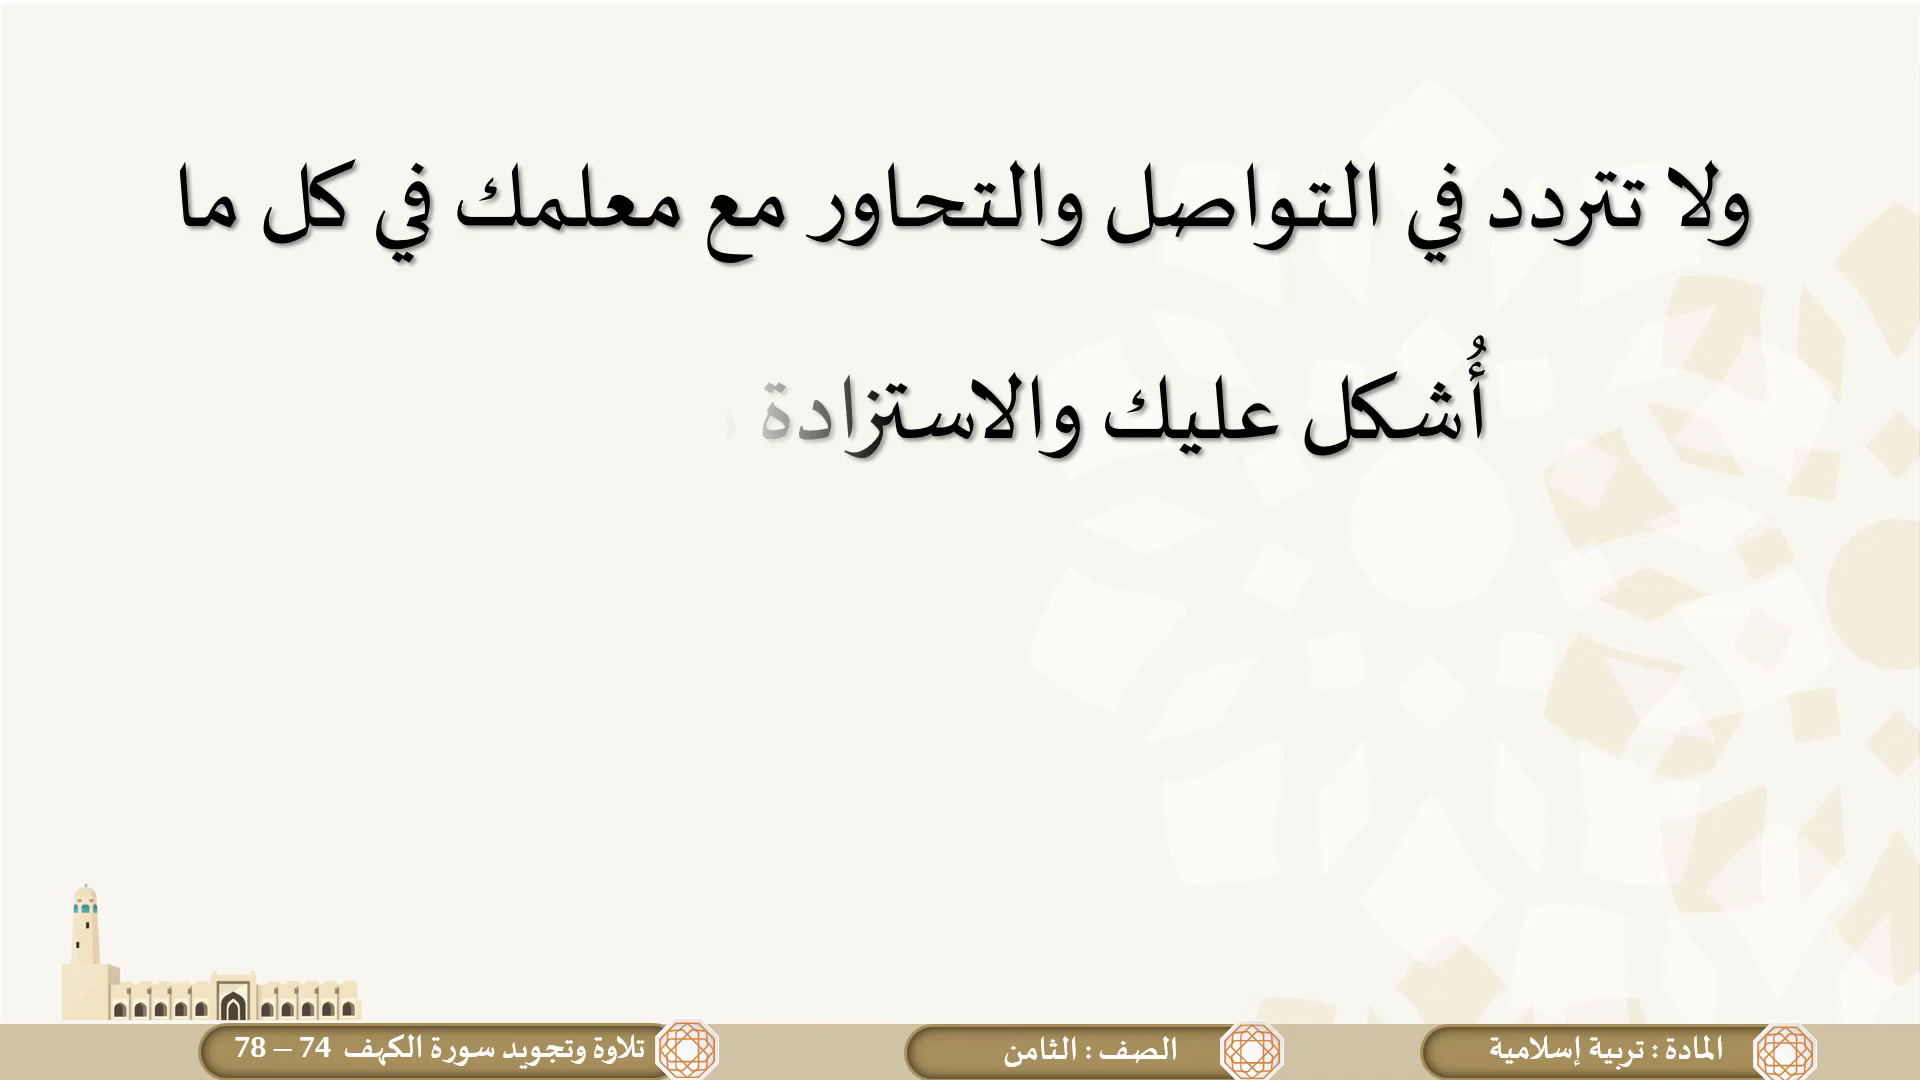 ولا تتردد في التواصل والتحاور مع معلمك في كل ما
أُشكل عليك والاستزادة
المادة : تربية إسلامية
الصف : الثامن
تلاوة وتجويد سورة الكهف 74 – 78